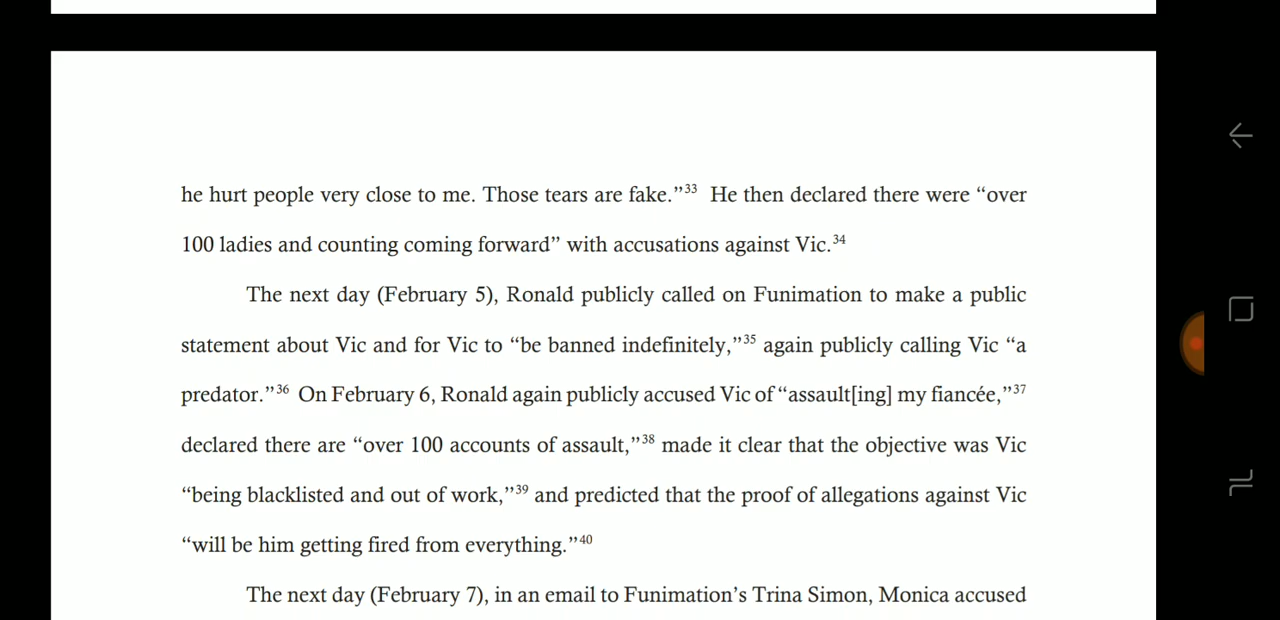 he hurt people very close to me. Those tears are fake.”³³ He then declared there were “over
100 ladies and counting coming forward” with accusations against Vic.³⁴
The next day (February 5), Ronald publicly called on Funimation to make a public
statement about Vic and for Vic to “be banned indefinitely,”³⁵ again publicly calling Vic “a
predator.”³⁶ On February 6, Ronald again publicly accused Vic of “assault[ing] my fiancée,”³⁷
declared there are “over 100 accounts of assault,”³⁸ made it clear that the objective was Vic
“being blacklisted and out of work,”³⁹ and predicted that the proof of allegations against Vic
“will be him getting fired from everything.”⁴⁰
The next day (February 7), in an email to Funimation’s Trina Simon, Monica accused